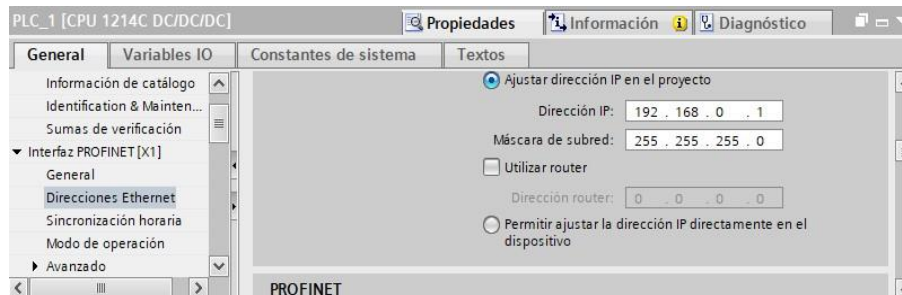 PLC_1 [CPU 1214C DC/DC/DC]
Propiedades
Información
Diagnóstico
General
Variables IO
Constantes de sistema
Textos
Información de catálogo
Identification & Mainten...
Sumas de verificación
Interfaz PROFINET [X1]
General
Direcciones Ethernet
Sincronización horaria
Modo de operación
Avanzado
Ajustar dirección IP en el proyecto
Dirección IP: 192 . 168 . 0 . 1
Máscara de subred: 255 . 255 . 255 . 0
Utilizar router
Dirección router: 0 . 0 . 0 . 0
Permitir ajustar la dirección IP directamente en el
dispositivo
PROFINET